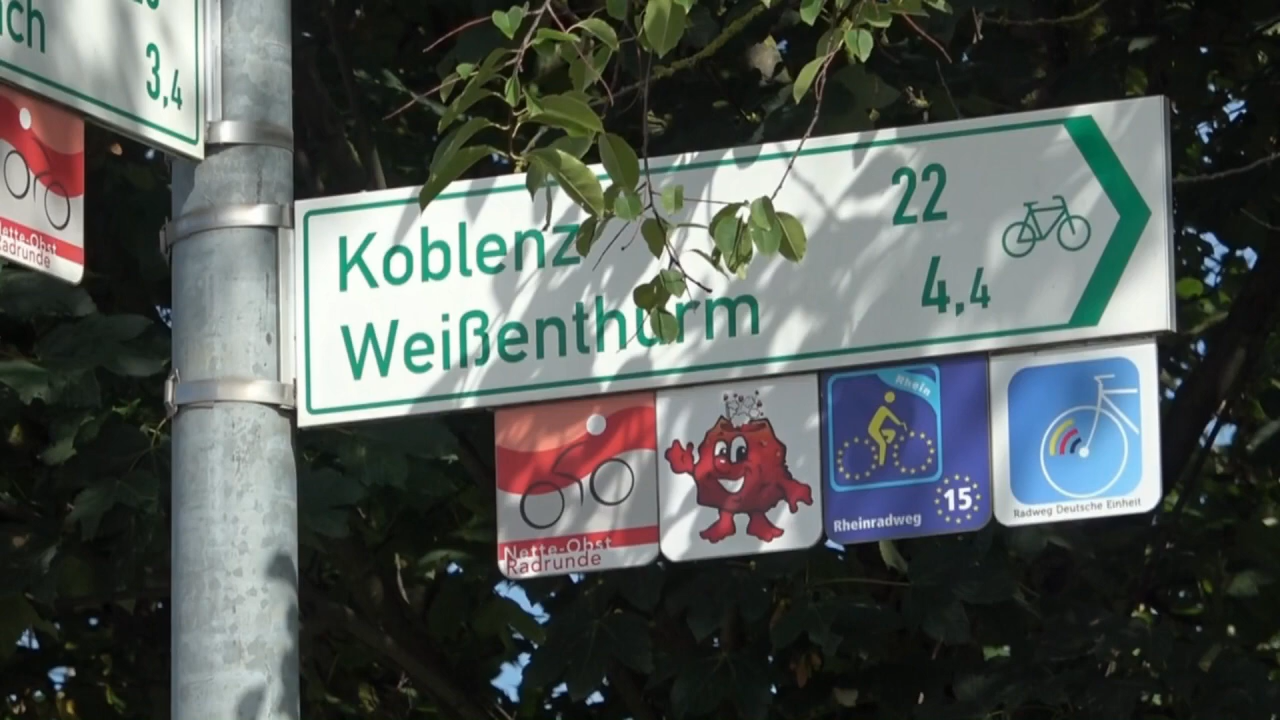 3,4
Nette-Obst
Radrunde
Koblenz 22
Weißenthurm 4,4
Nette-Obst
Radrunde
Rhein
15
Rheinradweg
Radweg Deutsche Einheit